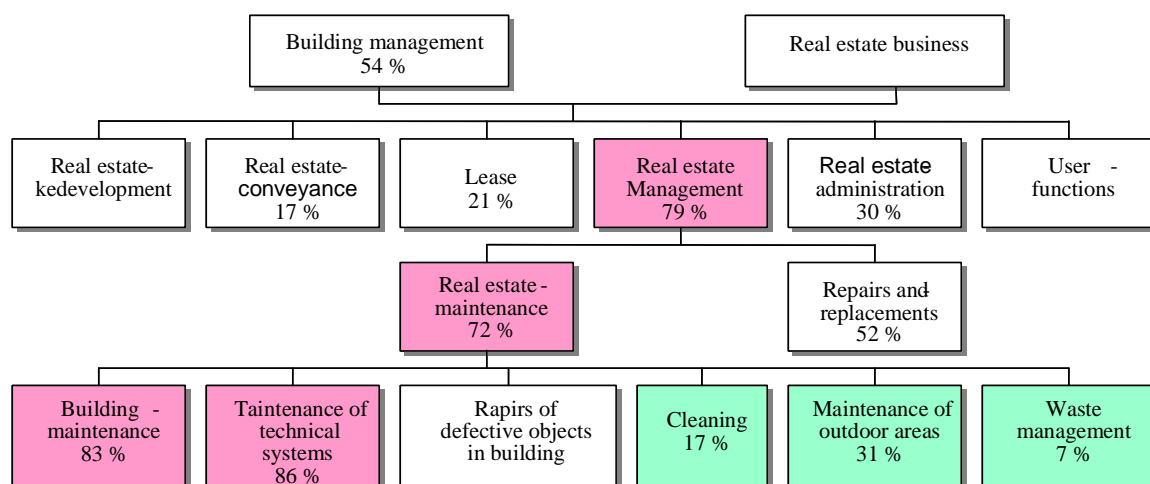 Building management
54 %
Real estate business
Real estate-
kedevelopment
Real estate-
conveyance
17 %
Lease
21 %
Real estate
Management
79 %
Real estate
administration
30 %
User -
functions
Real estate -
maintenance
72 %
Repairs and-
replacements
52 %
Building -
maintenance
83 %
Taintenance of
technical
systems
86 %
Rapirs of
defective objects
in building
Cleaning
17 %
Maintenance of
outdoor areas
31 %
Waste
management
7 %